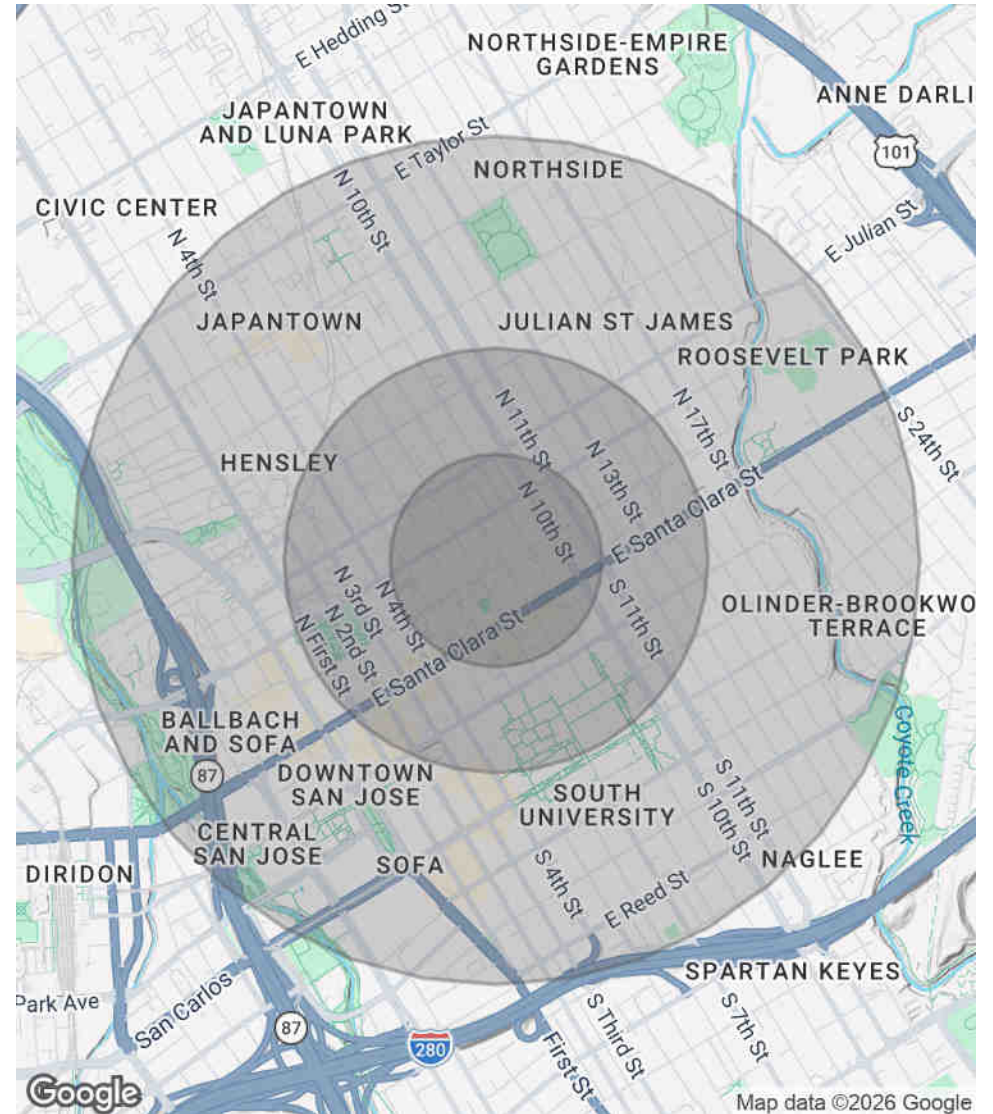 E Hedding St
NORTHSIDE-EMPIRE
GARDENS
ANNE DARLI
JAPANTOWN
AND LUNA PARK
E Taylor St
101
NORTHSIDE
N 10th St
CIVIC CENTER
E Julian St
N 4th St
JAPANTOWN
JULIAN ST JAMES
ROOSEVELT PARK
N 11th St
N 17th St
S 24th St
HENSLEY
N 13th St
N 10th St
E Santa Clara St
N 3rd St
N 4th St
N 2nd St
N First St
S 11th St
OLINDER-BROOKWO
TERRACE
E Santa Clara St
BALLBACH
AND SOFA
87
Coyote Creek
DOWNTOWN
SAN JOSE
SOUTH
UNIVERSITY
S 11th St
S 10th St
CENTRAL
SAN JOSE
SOFA
NAGLEE
DIRIDON
S 4th St
E Reed St
SPARTAN KEYES
Park Ave
San Carlos
87
280
First St
S Third St
S 7th St
Google
Map data ©2026 Google